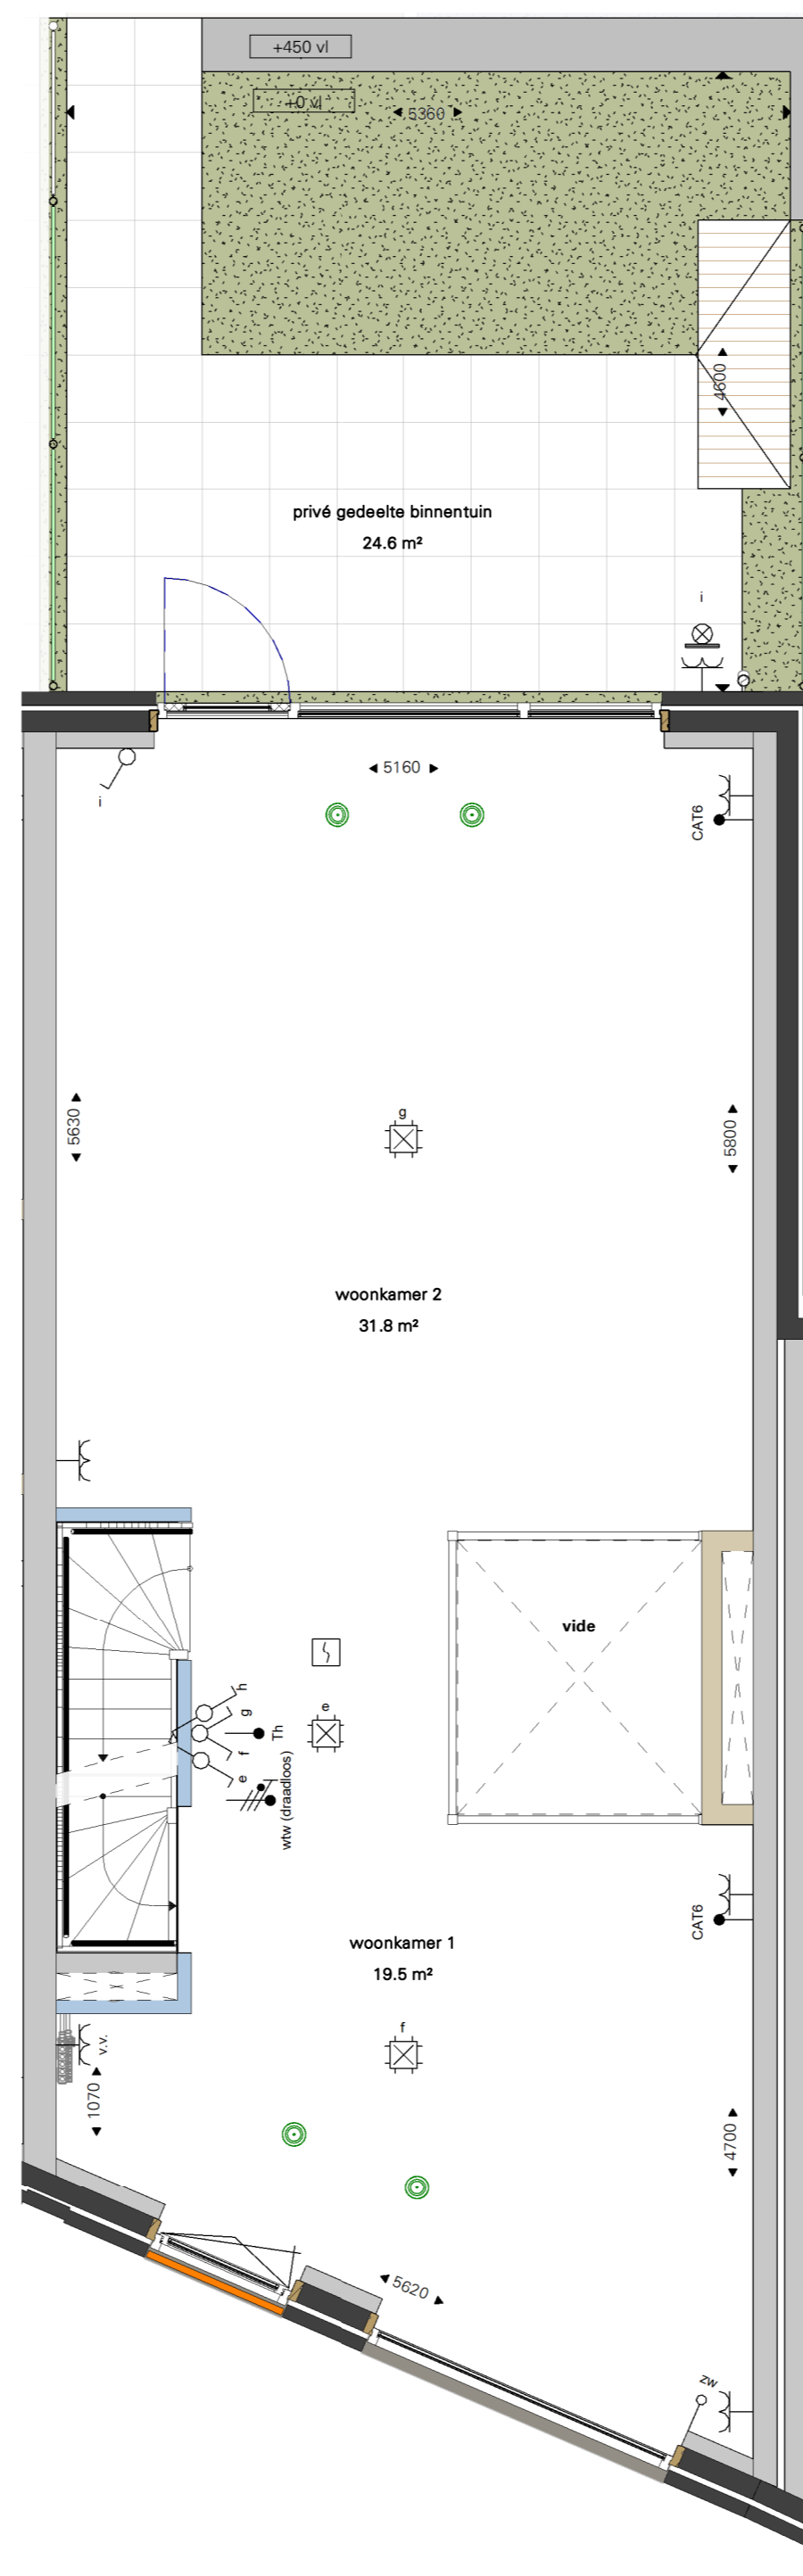 +450 vl
+0 vl
5360
4600
privé gedeelte binnentuin
24.6 m²
i
5160
i
CAT6
g
5630
5800
woonkamer 2
31.8 m²
vide
h
g
e
Th
f
e
wtw (draadloos)
CAT6
woonkamer 1
19.5 m²
f
v.v.
1070
4700
5620
zw